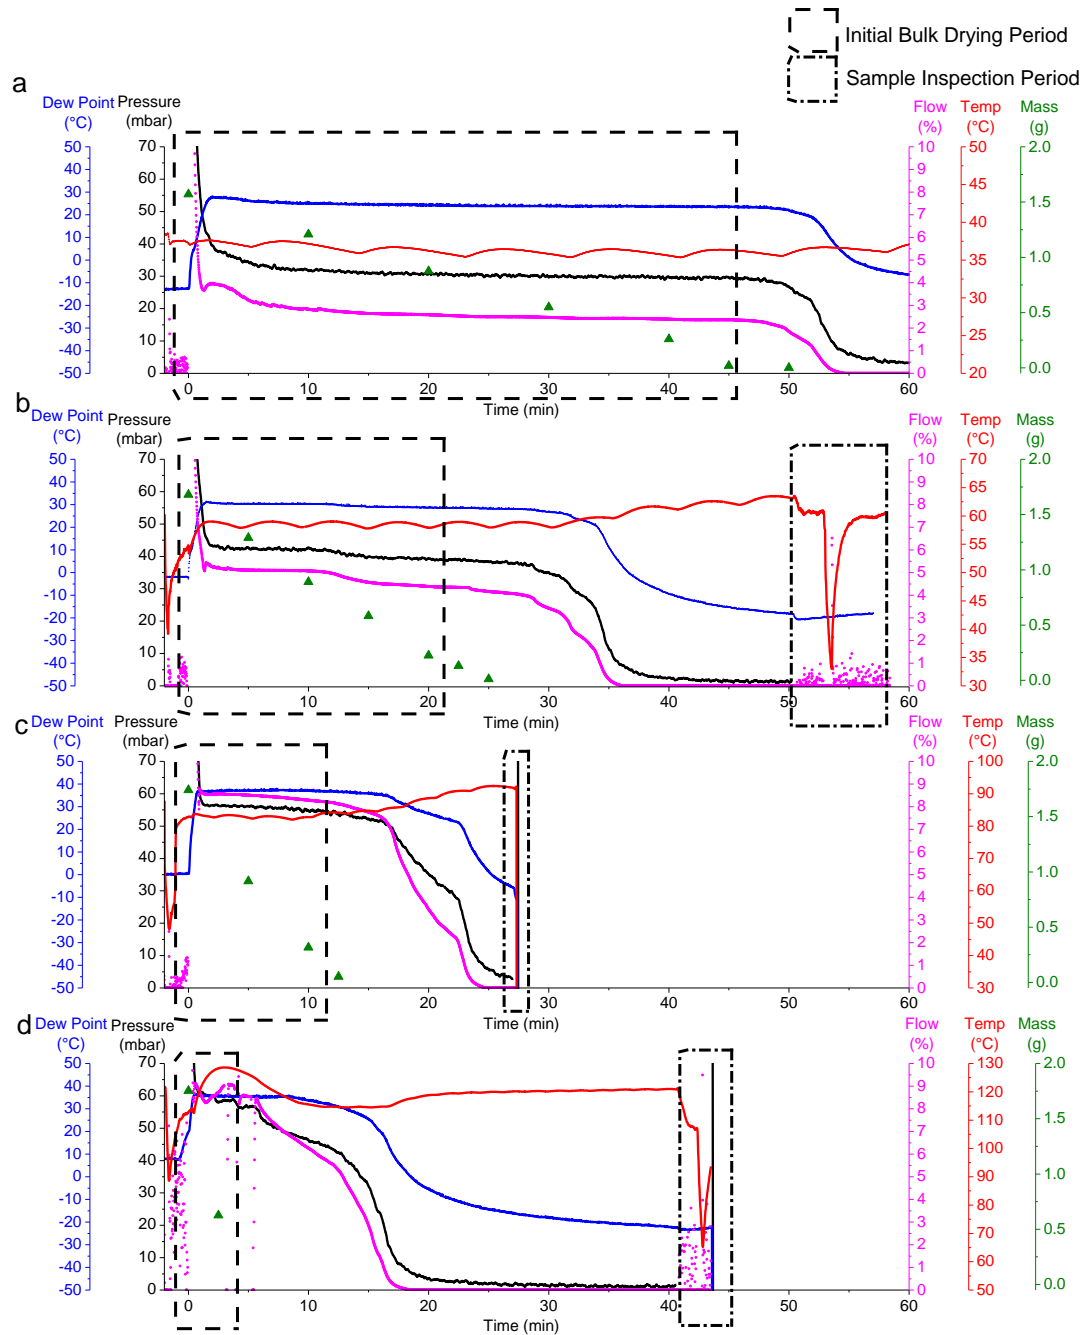 Initial Bulk Drying Period
Sample Inspection Period
a
Dew Point Pressure Flow Temp Mass
(°C) (mbar) (%) (°C) (g)
50 70 10 50 2.0
40 9
30 60 8 45 1.5
20 50 7 40
10 40 6 1.0
0 5 35
-10 30 4
-20 20 3 30 0.5
-30 2
-40 10 1 25 0.0
-50 0 0 20
0 10 20 30 40 50 60
Time (min)
b
Dew Point Pressure Flow Temp Mass
(°C) (mbar) (%) (°C) (g)
50 70 10 70 2.0
40 9 65
30 60 8 60 1.5
20 50 7 55
10 40 6 1.0
0 5 50
-10 30 4 45
-20 20 3 40 0.5
-30 2
-40 10 1 35 0.0
-50 0 0 30
0 10 20 30 40 50 60
Time (min)
c
Dew Point Pressure Flow Temp Mass
(°C) (mbar) (%) (°C) (g)
50 70 10 100 2.0
40 9
30 60 8 90 1.5
20 50 7 80
10 40 6 70 1.0
0 5
-10 30 4 60
-20 20 3 50 0.5
-30 2
-40 10 1 40 0.0
-50 0 0 30
0 10 20 30 40 50 60
Time (min)
d
Dew Point Pressure Flow Temp Mass
(°C) (mbar) (%) (°C) (g)
50 70 10 130 2.0
40 9 120
30 60 8 110 1.5
20 50 7
10 40 6 100 1.0
0 5 90
-10 30 4 80
-20 20 3 0.5
-30 2 70
-40 10 1 60 0.0
-50 0 0 50
0 10 20 30 40 50 60
Time (min)